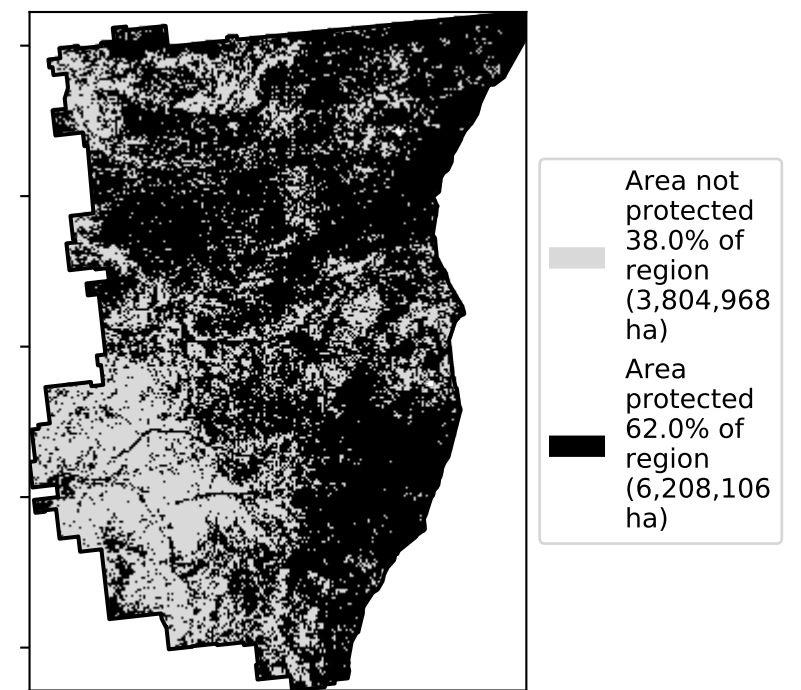 Area not
protected
38.0% of
region
(3,804,968
ha)
Area
protected
62.0% of
region
(6,208,106
ha)